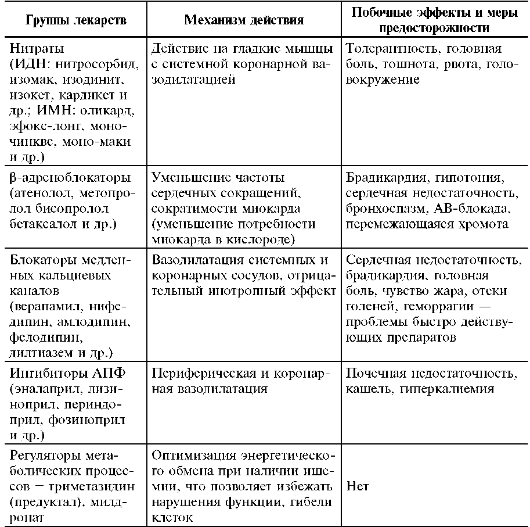 Группы лекарств
Механизм действия
Побочные эффекты и меры
предосторожности
Нитраты
(ИДН: нитросорбид,
изомак, изодинит,
изокет, кардикет и
др.; ИМН: оликард,
эфокс-лонг, моно-
чинкве, моно-маки
и др.)
Действие на гладкие мышцы
с системной коронарной ва-
зодилатацией
Толерантность, головная
боль, тошнота, рвота, голо-
вокружение
β-адреноблокаторы
(атенолол, метопро-
лол бисопролол
бетаксалол и др.)
Уменьшение частоты
сердечных сокращений,
сократимости миокарда
(уменьшение потребности
миокарда в кислороде)
Брадикардия, гипотония,
сердечная недостаточность,
бронхоспазм, АВ-блокада,
перемежающаяся хромота
Блокаторы медлен-
ных кальциевых
каналов
(верапамил, нифе-
дипин, амлодипин,
фелодипин,
дилтиазем и др.)
Вазодилатация системных и
коронарных сосудов, отрица-
тельный инотропный эффект
Сердечная недостаточность,
брадикардия, головная
боль, чувство жара, отеки
голеней, геморрагии —
проблемы быстро действу-
ющих препаратов
Ингибиторы АПФ
(эналаприл, лизи-
ноприл, периндо-
прил, фозиноприл
и др.)
Периферическая и коронар-
ная вазодилатация
Почечная недостаточность,
кашель, гиперкалиемия
Регуляторы мета-
болических процес-
сов — триметазидин
(предуктал), милд-
ронат
Оптимизация энергетическо-
го обмена при наличии ише-
мии, что позволяет избежать
нарушения функции, гибели
клеток
Нет